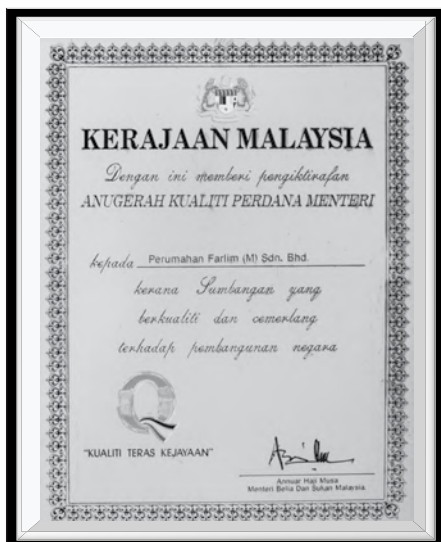 KERAJAAN MALAYSIA
Dengan ini memberi pengiktirafan
ANUGERAH KUALITI PERDANA MENTERI
kepada Perumahan Farlim (M) Sdn. Bhd.
kerana Sumbangan yang
berkualiti dan cemerlang
terhadap pembangunan negara
Q
"KUALITI TERAS KEJAYAAN"
Annuar Haji Musa
Menteri Belia Dan Sukan Malaysia.